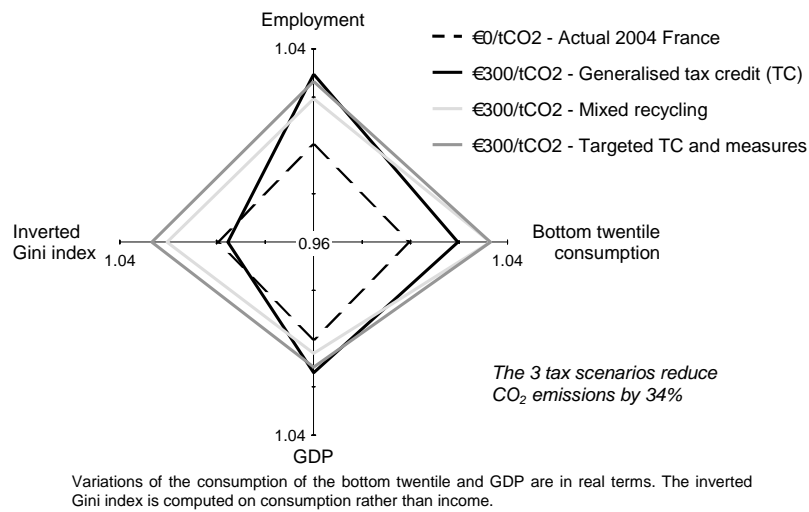 Employment
1.04
€0/tCO2 - Actual 2004 France
€300/tCO2 - Generalised tax credit (TC)
€300/tCO2 - Mixed recycling
€300/tCO2 - Targeted TC and measures
Inverted
Gini index
1.04
0.96
Bottom twentile
consumption
1.04
The 3 tax scenarios reduce
CO2 emissions by 34%
1.04
GDP
Variations of the consumption of the bottom twentile and GDP are in real terms. The inverted
Gini index is computed on consumption rather than income.